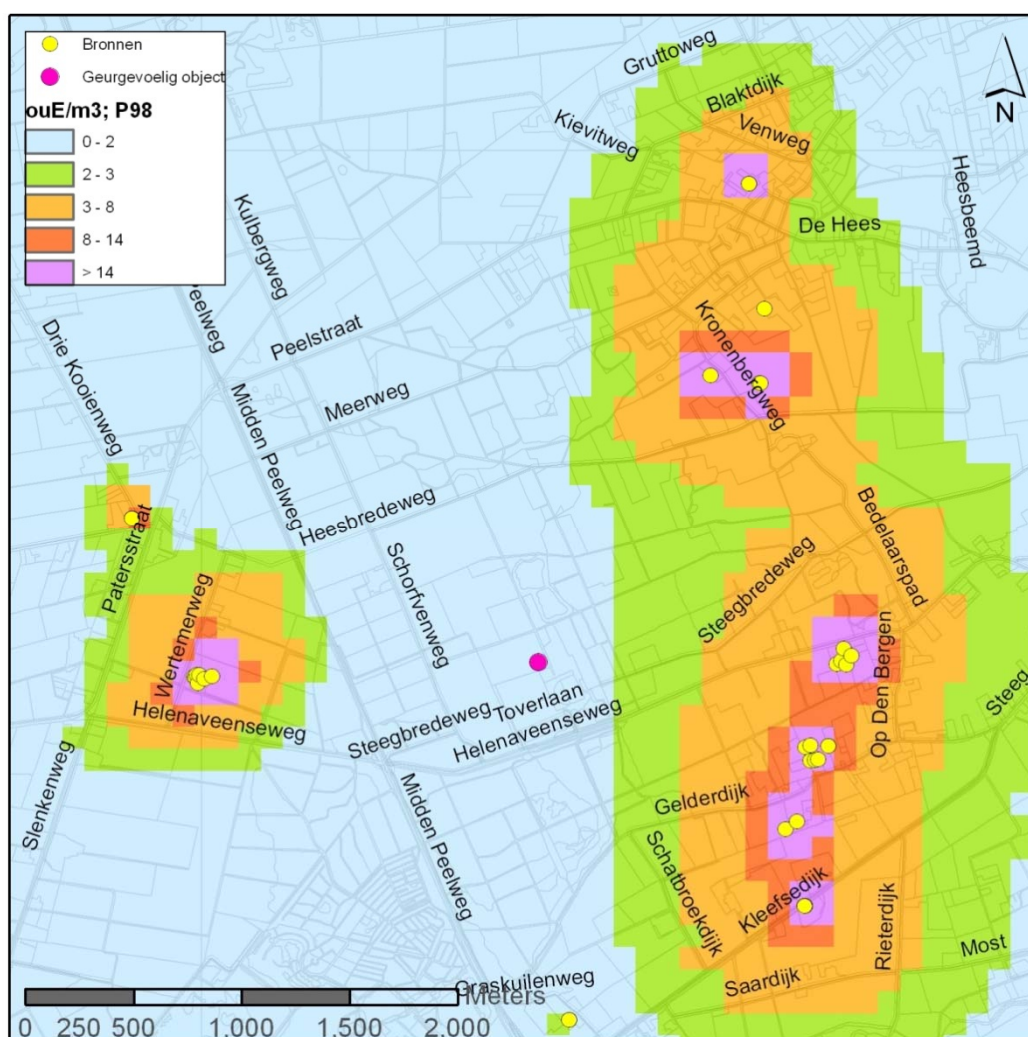 Bronnen
Geurgevoelig object
ouE/m3; P98
0 - 2
2 - 3
3 - 8
8 - 14
> 14
N
Gruttoweg
Blaktdijk
Venweg
Kievitweg
Heesbeemd
De Hees
Kulbergweg
Peelweg
Peelstraat
Drie Kooienweg
Meerweg
Midden Peelweg
Kronenbergweg
Heesbredeweg
Bedelaarspad
Patersstraat
Schorfvenweg
Steegbredeweg
Wertemerweg
Helenaveenseweg
Steegbredeweg
Toverlaan
Helenaveenseweg
Op Den Bergen
Steeg
Slenkenweg
Midden Peelweg
Gelderdijk
Schatbroekdijk
Kleefsedijk
Rieterdijk
Most
Saardijk
Graskuilenweg
Meters
0 250 500 1.000 1.500 2.000